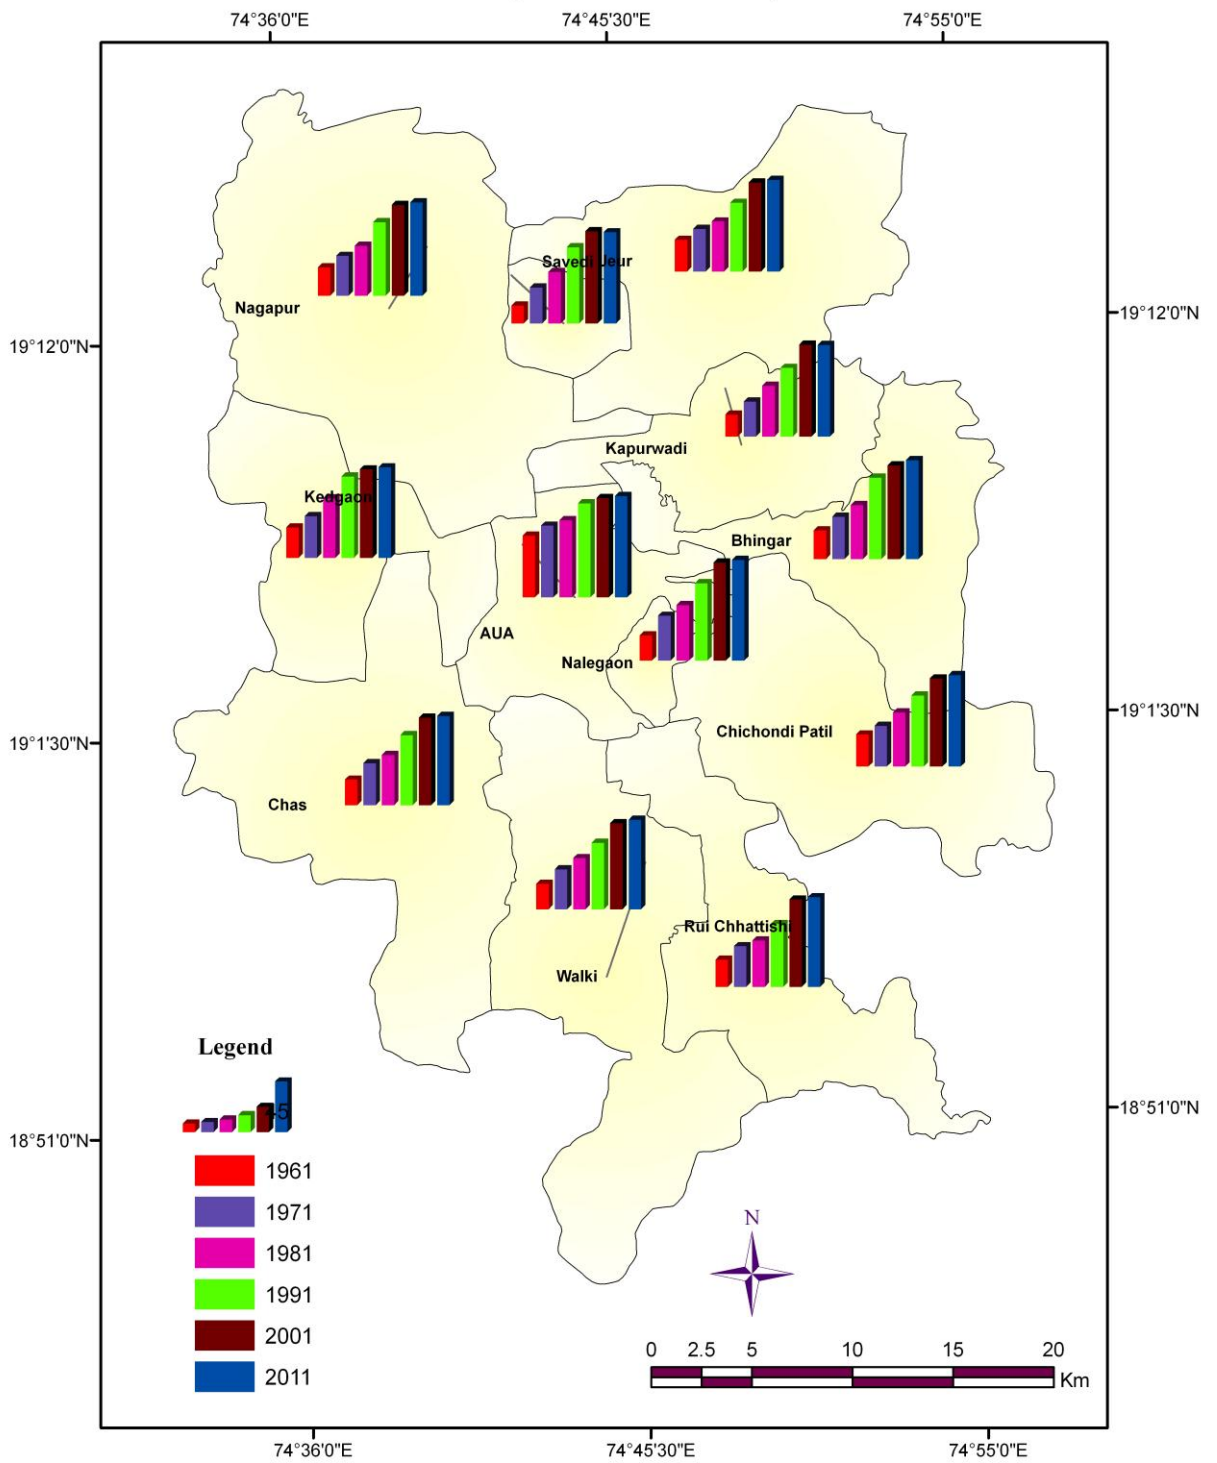 74°36'0"E 74°45'30"E 74°55'0"E
Savedi Jeur
Nagapur
19°12'0"N
19°12'0"N
Kapurwadi
Kedgaon
Bhingar
AUA
Nalegaon
19°1'30"N
Chichondi Patil
19°1'30"N
Chas
Rui Chhattishi
Walki
Legend
45
18°51'0"N
18°51'0"N
1961
1971
1981
1991
2001
2011
N
0 2.5 5 10 15 20
Km
74°36'0"E 74°45'30"E 74°55'0"E